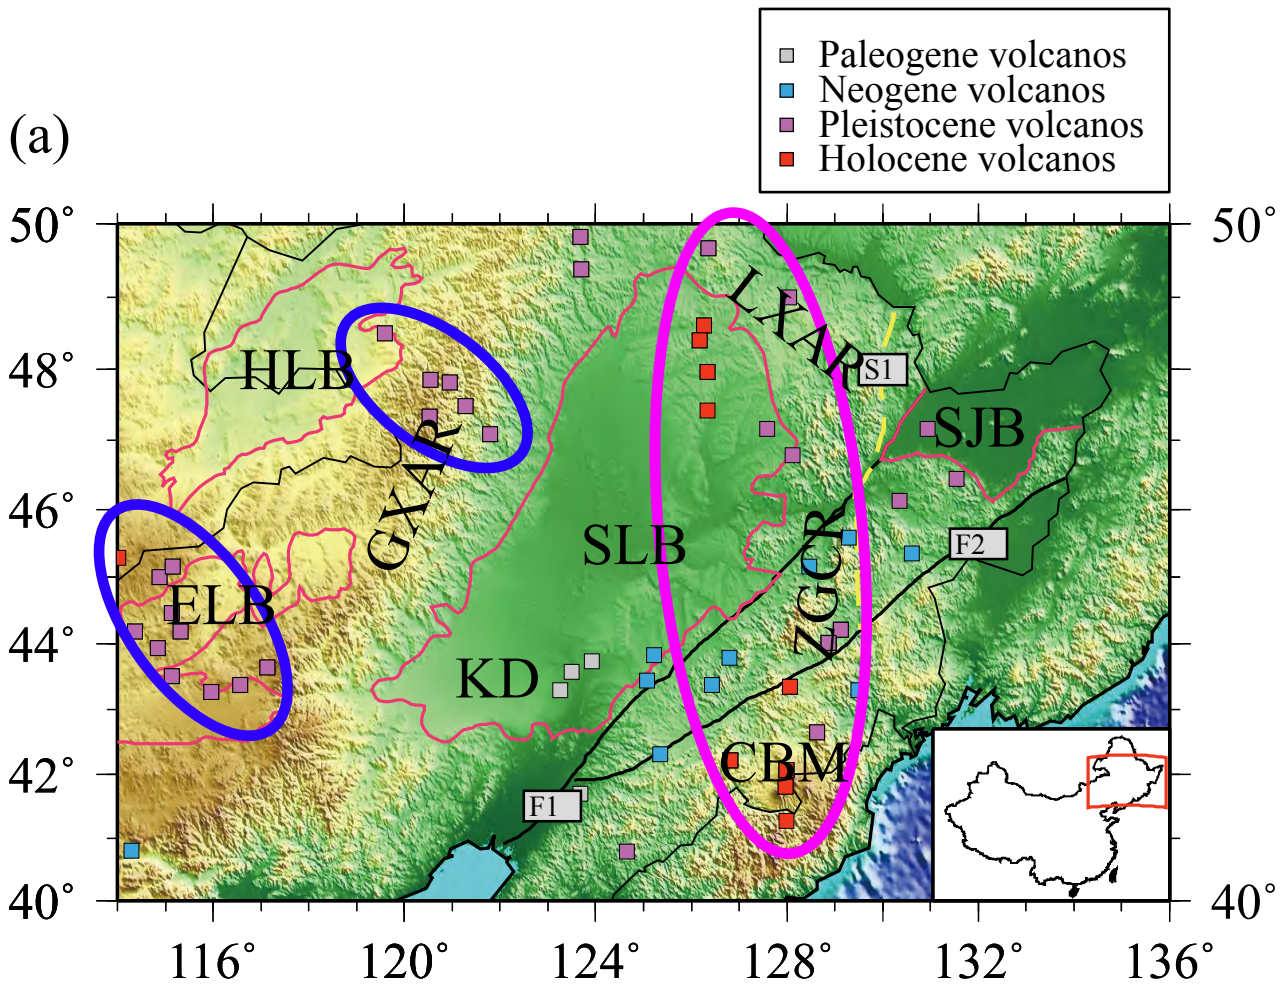 Paleogene volcanos
Neogene volcanos
(a)
Pleistocene volcanos
Holocene volcanos
50°
50°
LXAR
HLB
48°
S1
SJB
GXAR
46°
SLB
ZGCR
F2
ELB
44°
KD
CBM
42°
F1
40°
40°
116°
120°
124°
128°
132°
136°